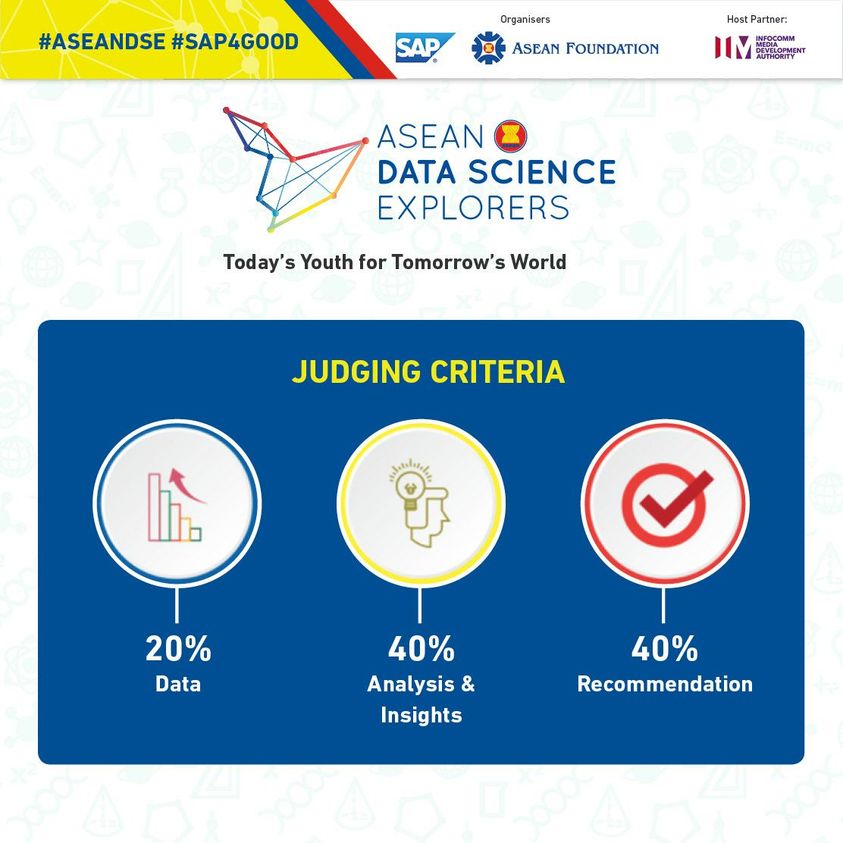 #ASEANDSE #SAP4GOOD
Organisers
SAP
ASEAN FOUNDATION
Host Partner:
INFOCOMM
MEDIA
DEVELOPMENT
AUTHORITY
ASEAN
DATA SCIENCE
EXPLORERS
Today's Youth for Tomorrow's World
JUDGING CRITERIA
20%
Data
40%
Analysis &
Insights
40%
Recommendation